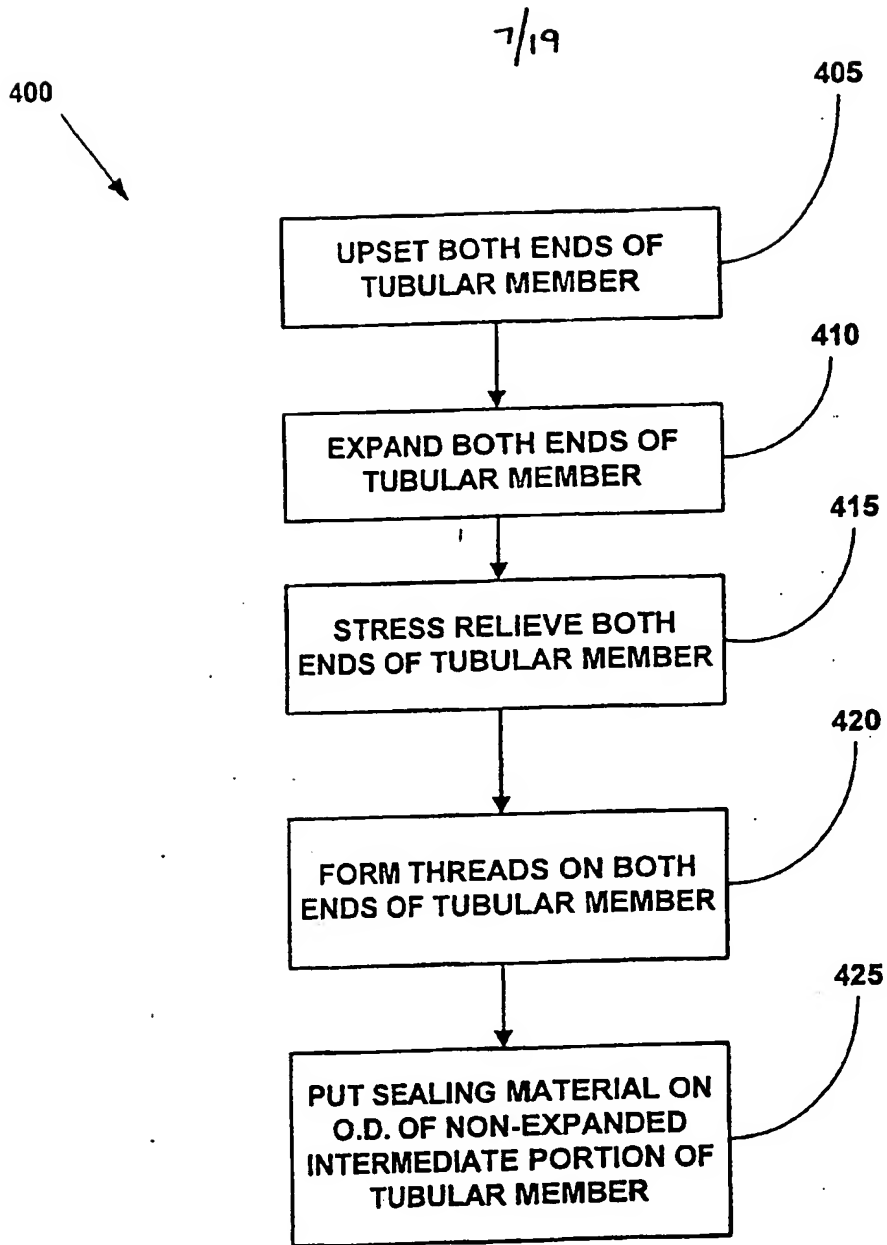 7/19
400
405
UPSET BOTH ENDS OF
TUBULAR MEMBER
410
EXPAND BOTH ENDS OF
TUBULAR MEMBER
415
STRESS RELIEVE BOTH
ENDS OF TUBULAR MEMBER
420
FORM THREADS ON BOTH
ENDS OF TUBULAR MEMBER
425
PUT SEALING MATERIAL ON
O.D. OF NON-EXPANDED
INTERMEDIATE PORTION OF
TUBULAR MEMBER